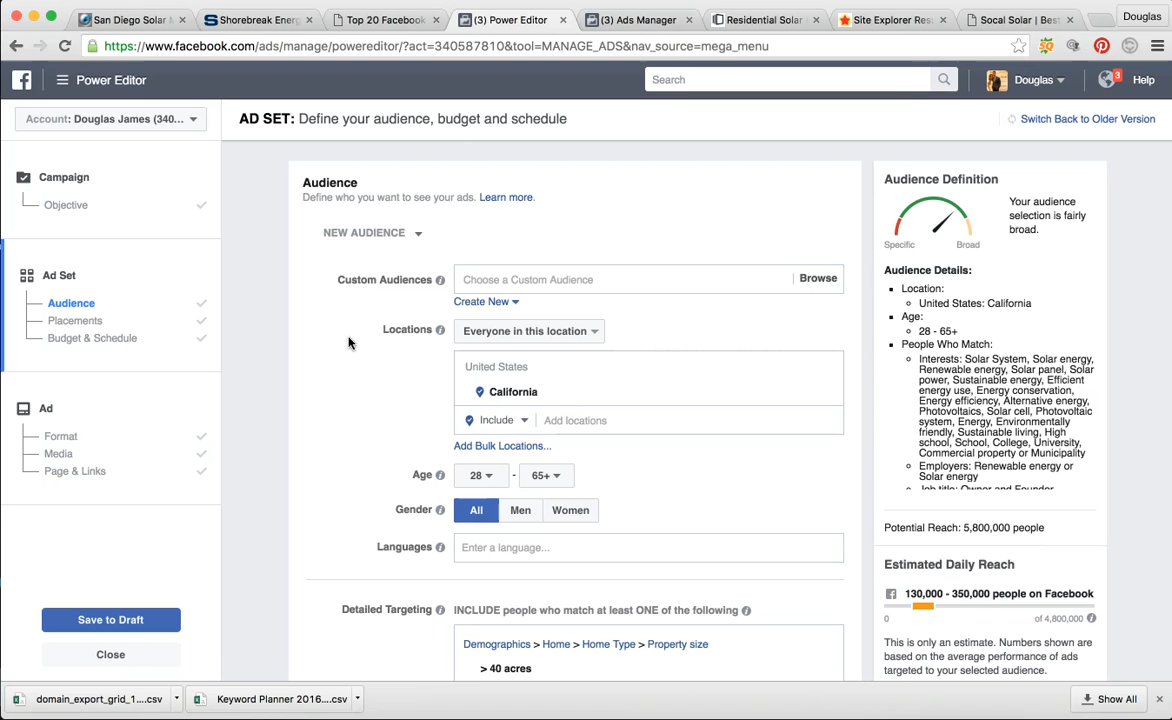 San Diego Solar
Shorebreak Ener
Top 20 Facebook
(3) Power Editor
(3) Ads Manager
Residential Solar
Site Explorer Res
Socal Solar | Best
Douglas
https://www.facebook.com/ads/manage/powereditor/?act=340587810&tool=MANAGE_ADS&nav_source=mega_menu
Power Editor
Search
Douglas
3
Help
Account: Douglas James (340...
AD SET: Define your audience, budget and schedule
Switch Back to Older Version
Campaign
Objective
Ad Set
Audience
Placements
Budget & Schedule
Ad
Format
Media
Page & Links
Save to Draft
Close
Audience
Define who you want to see your ads. Learn more.
NEW AUDIENCE
Custom Audiences
Choose a Custom Audience
Browse
Create New
Locations
Everyone in this location
United States
California
Include
Add locations
Add Bulk Locations...
Age
28
-
65+
Gender
All
Men
Women
Languages
Enter a language...
Detailed Targeting
INCLUDE people who match at least ONE of the following
Demographics > Home > Home Type > Property size
> 40 acres
Audience Definition
Your audience
selection is fairly
broad.
Specific
Broad
Audience Details:
Location:
United States: California
Age:
28 - 65+
People Who Match:
Interests: Solar System, Solar energy,
Renewable energy, Solar panel, Solar
power, Sustainable energy, Efficient
energy use, Energy conservation,
Energy efficiency, Alternative energy,
Photovoltaics, Solar cell, Photovoltaic
system, Energy, Environmentally
friendly, Sustainable living, High
school, School, College, University,
Commercial property or Municipality
Employers: Renewable energy or
Solar energy
Job title: Owner and Founder
Potential Reach: 5,800,000 people
Estimated Daily Reach
130,000 - 350,000 people on Facebook
0
of 4,800,000
This is only an estimate. Numbers shown are
based on the average performance of ads
targeted to your selected audience.
domain_export_grid_1....csv
Keyword Planner 2016....csv
Show All